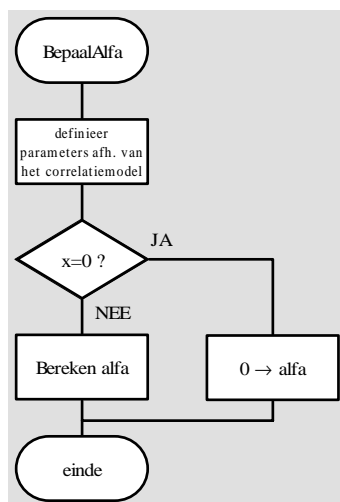 BepaalAlfa
definieer
parameters afh. van
het correlatiemodel
x=0 ?
JA
NEE
Bereken alfa
0 → alfa
einde